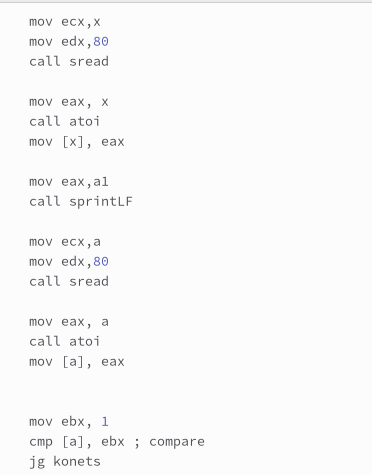 mov ecx,x
mov edx,80
call sread
mov eax, x
call atoi
mov [x], eax
mov eax,a1
call sprintLF
mov ecx,a
mov edx,80
call sread
mov eax, a
call atoi
mov [a], eax
mov ebx, 1
cmp [a], ebx ; compare
jg konets